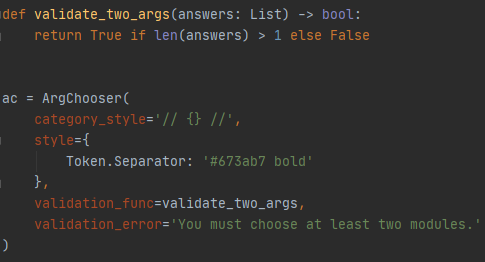 def validate_two_args(answers: List) -> bool:
    return True if len(answers) > 1 else False
ac = ArgChooser(
    category_style='// {} //',
    style={
        Token.Separator: '#673ab7 bold'
    },
    validation_func=validate_two_args,
    validation_error='You must choose at least two modules.'
)